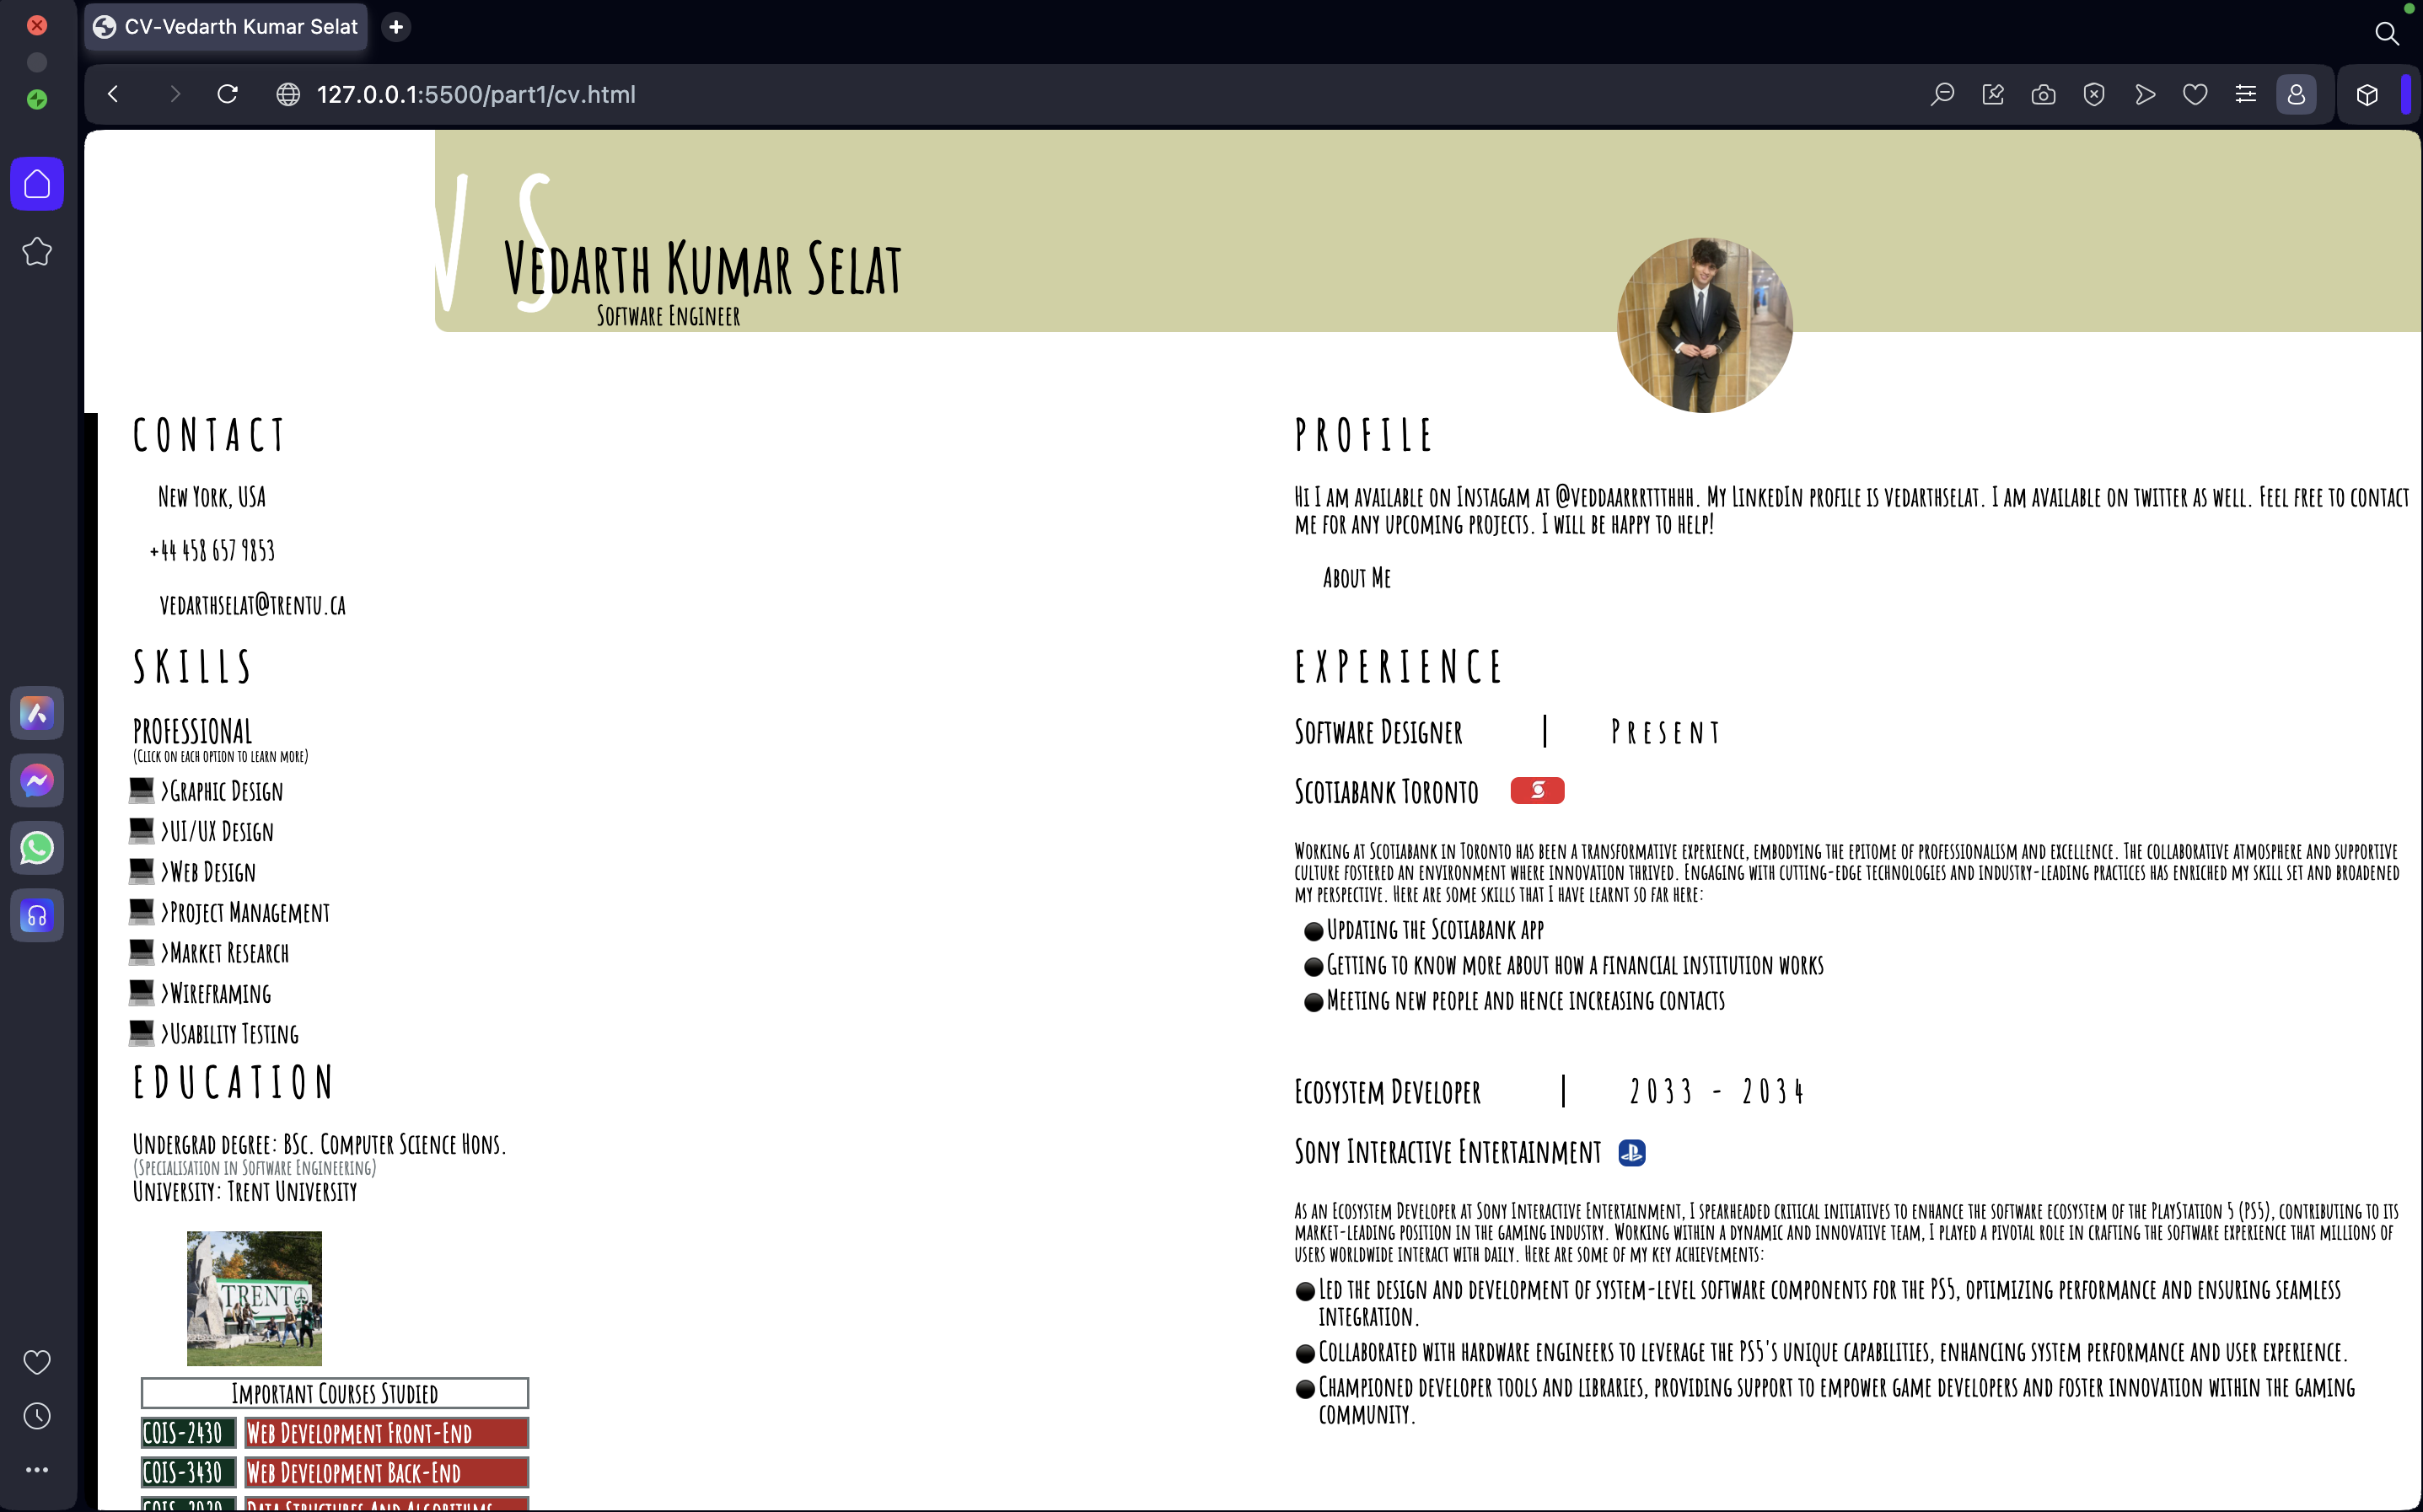 CV-Vedarth Kumar Selat
127.0.0.1:5500/part1/cv.html
V S
Vedarth Kumar Selat
Software Engineer
CONTACT
New York, USA
+44 458 657 9853
vedarthselat@trentu.ca
SKILLS
PROFESSIONAL
(Click on each option to learn more)
>Graphic Design
>UI/UX Design
>Web Design
>Project Management
>Market Research
>Wireframing
>Usability Testing
EDUCATION
Undergrad degree: BSc. Computer Science Hons.
(Specialisation in Software Engineering)
University: Trent University
TRENT
Important Courses Studied
COIS-2430 Web Development Front-End
COIS-3430 Web Development Back-End
COIS-2020 Data Structures And Algorithms
PROFILE
Hi I am available on Instagam at @veddaarrrttthhh. My LinkedIn profile is vedarthselat. I am available on twitter as well. Feel free to contact
me for any upcoming projects. I will be happy to help!
About Me
EXPERIENCE
Software Designer | Present
Scotiabank Toronto
Working at Scotiabank in Toronto has been a transformative experience, embodying the epitome of professionalism and excellence. The collaborative atmosphere and supportive
culture fostered an environment where innovation thrived. Engaging with cutting-edge technologies and industry-leading practices has enriched my skill set and broadened
my perspective. Here are some skills that I have learnt so far here:
Updating the Scotiabank app
Getting to know more about how a financial institution works
Meeting new people and hence increasing contacts
Ecosystem Developer | 2033 - 2034
Sony Interactive Entertainment
As an Ecosystem Developer at Sony Interactive Entertainment, I spearheaded critical initiatives to enhance the software ecosystem of the PlayStation 5 (PS5), contributing to its
market-leading position in the gaming industry. Working within a dynamic and innovative team, I played a pivotal role in crafting the software experience that millions of
users worldwide interact with daily. Here are some of my key achievements:
Led the design and development of system-level software components for the PS5, optimizing performance and ensuring seamless
integration.
Collaborated with hardware engineers to leverage the PS5's unique capabilities, enhancing system performance and user experience.
Championed developer tools and libraries, providing support to empower game developers and foster innovation within the gaming
community.